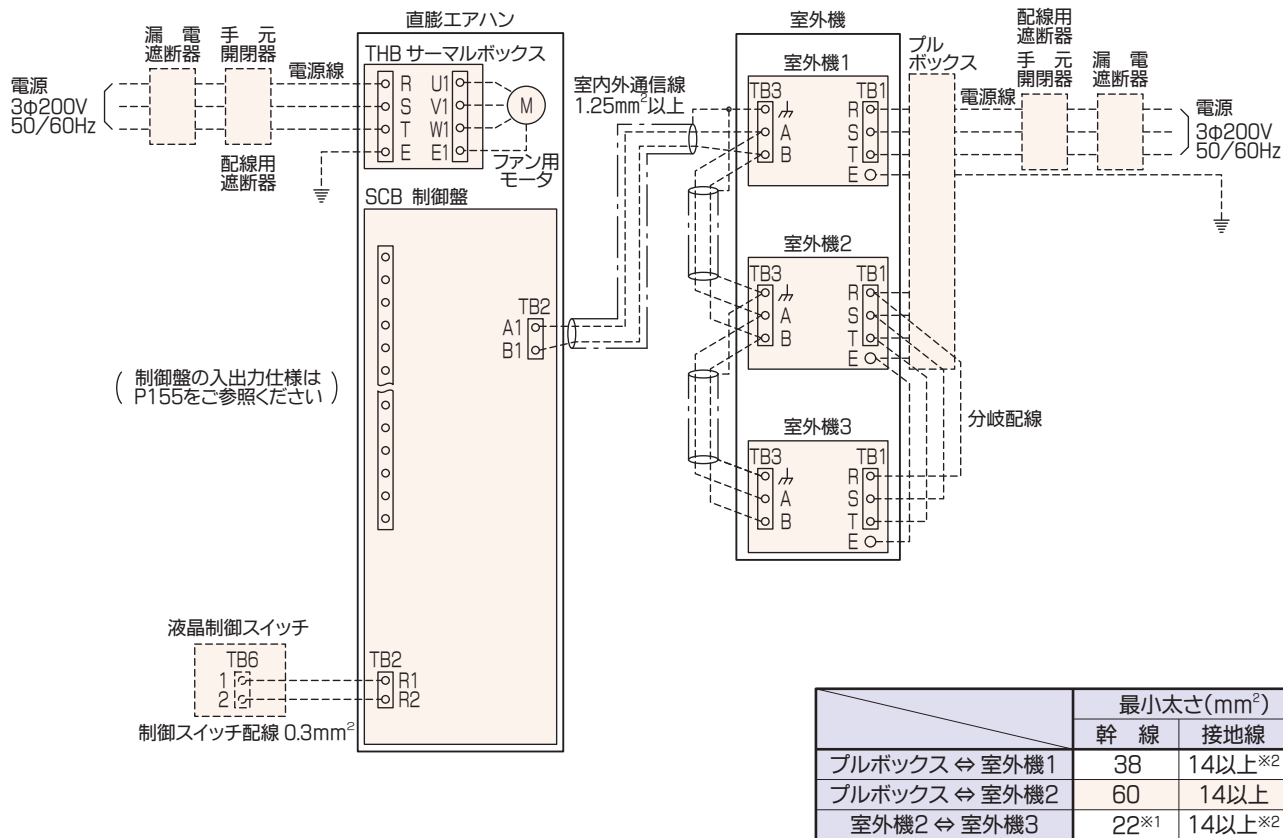 直膨エアハン
室外機
漏電
遮断器
手元
開閉器
電源線
電源
3φ200V
50/60Hz
配線用
遮断器
THB サーマルボックス
R U1
S V1
T W1
E E1
M
ファン用
モータ
室内外通信線
1.25mm²以上
室外機1
TB3 TB1
R
A S
B T
E
プル
ボックス
配線用
遮断器
手元
開閉器
漏電
遮断器
電源線
電源
3φ200V
50/60Hz
SCB 制御盤
TB2
A1
B1
室外機2
TB3 TB1
R
A S
B T
E
(制御盤の入出力仕様は
P155をご参照ください)
分岐配線
室外機3
TB3 TB1
R
A S
B T
E
液晶制御スイッチ
TB6
1
2
TB2
R1
R2
制御スイッチ配線 0.3mm²
最小太さ(mm²)
幹線 接地線
プルボックス ⇔ 室外機1 38 14以上※2
プルボックス ⇔ 室外機2 60 14以上
室外機2 ⇔ 室外機3 22※1 14以上※2